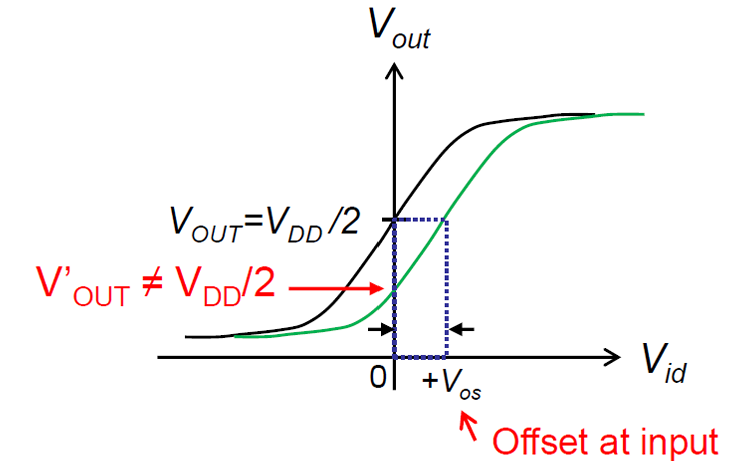 Vout
VOUT=VDD/2
V'OUT ≠ VDD/2
0
+Vos
Vid
Offset at input